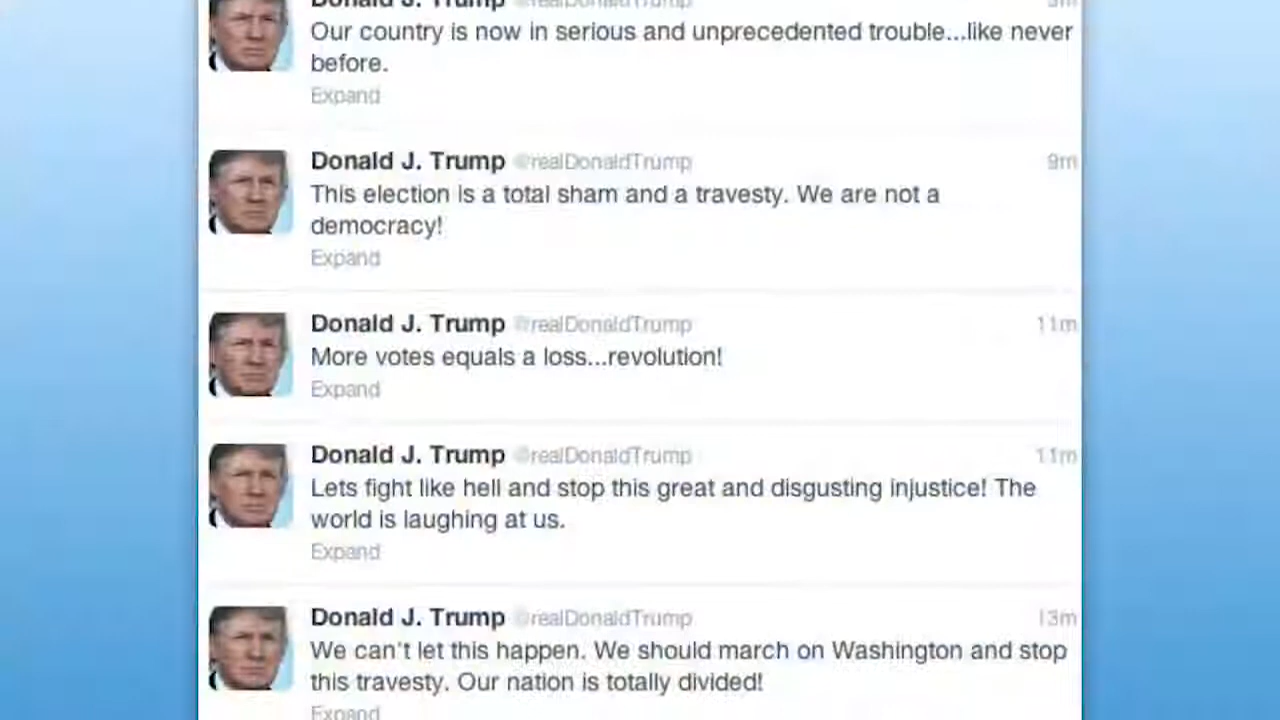 Donald J. Trump @realDonaldTrump
Our country is now in serious and unprecedented trouble...like never
before.
Expand
Donald J. Trump @realDonaldTrump 9m
This election is a total sham and a travesty. We are not a
democracy!
Expand
Donald J. Trump @realDonaldTrump 11m
More votes equals a loss...revolution!
Expand
Donald J. Trump @realDonaldTrump 11m
Lets fight like hell and stop this great and disgusting injustice! The
world is laughing at us.
Expand
Donald J. Trump @realDonaldTrump 13m
We can't let this happen. We should march on Washington and stop
this travesty. Our nation is totally divided!
Expand